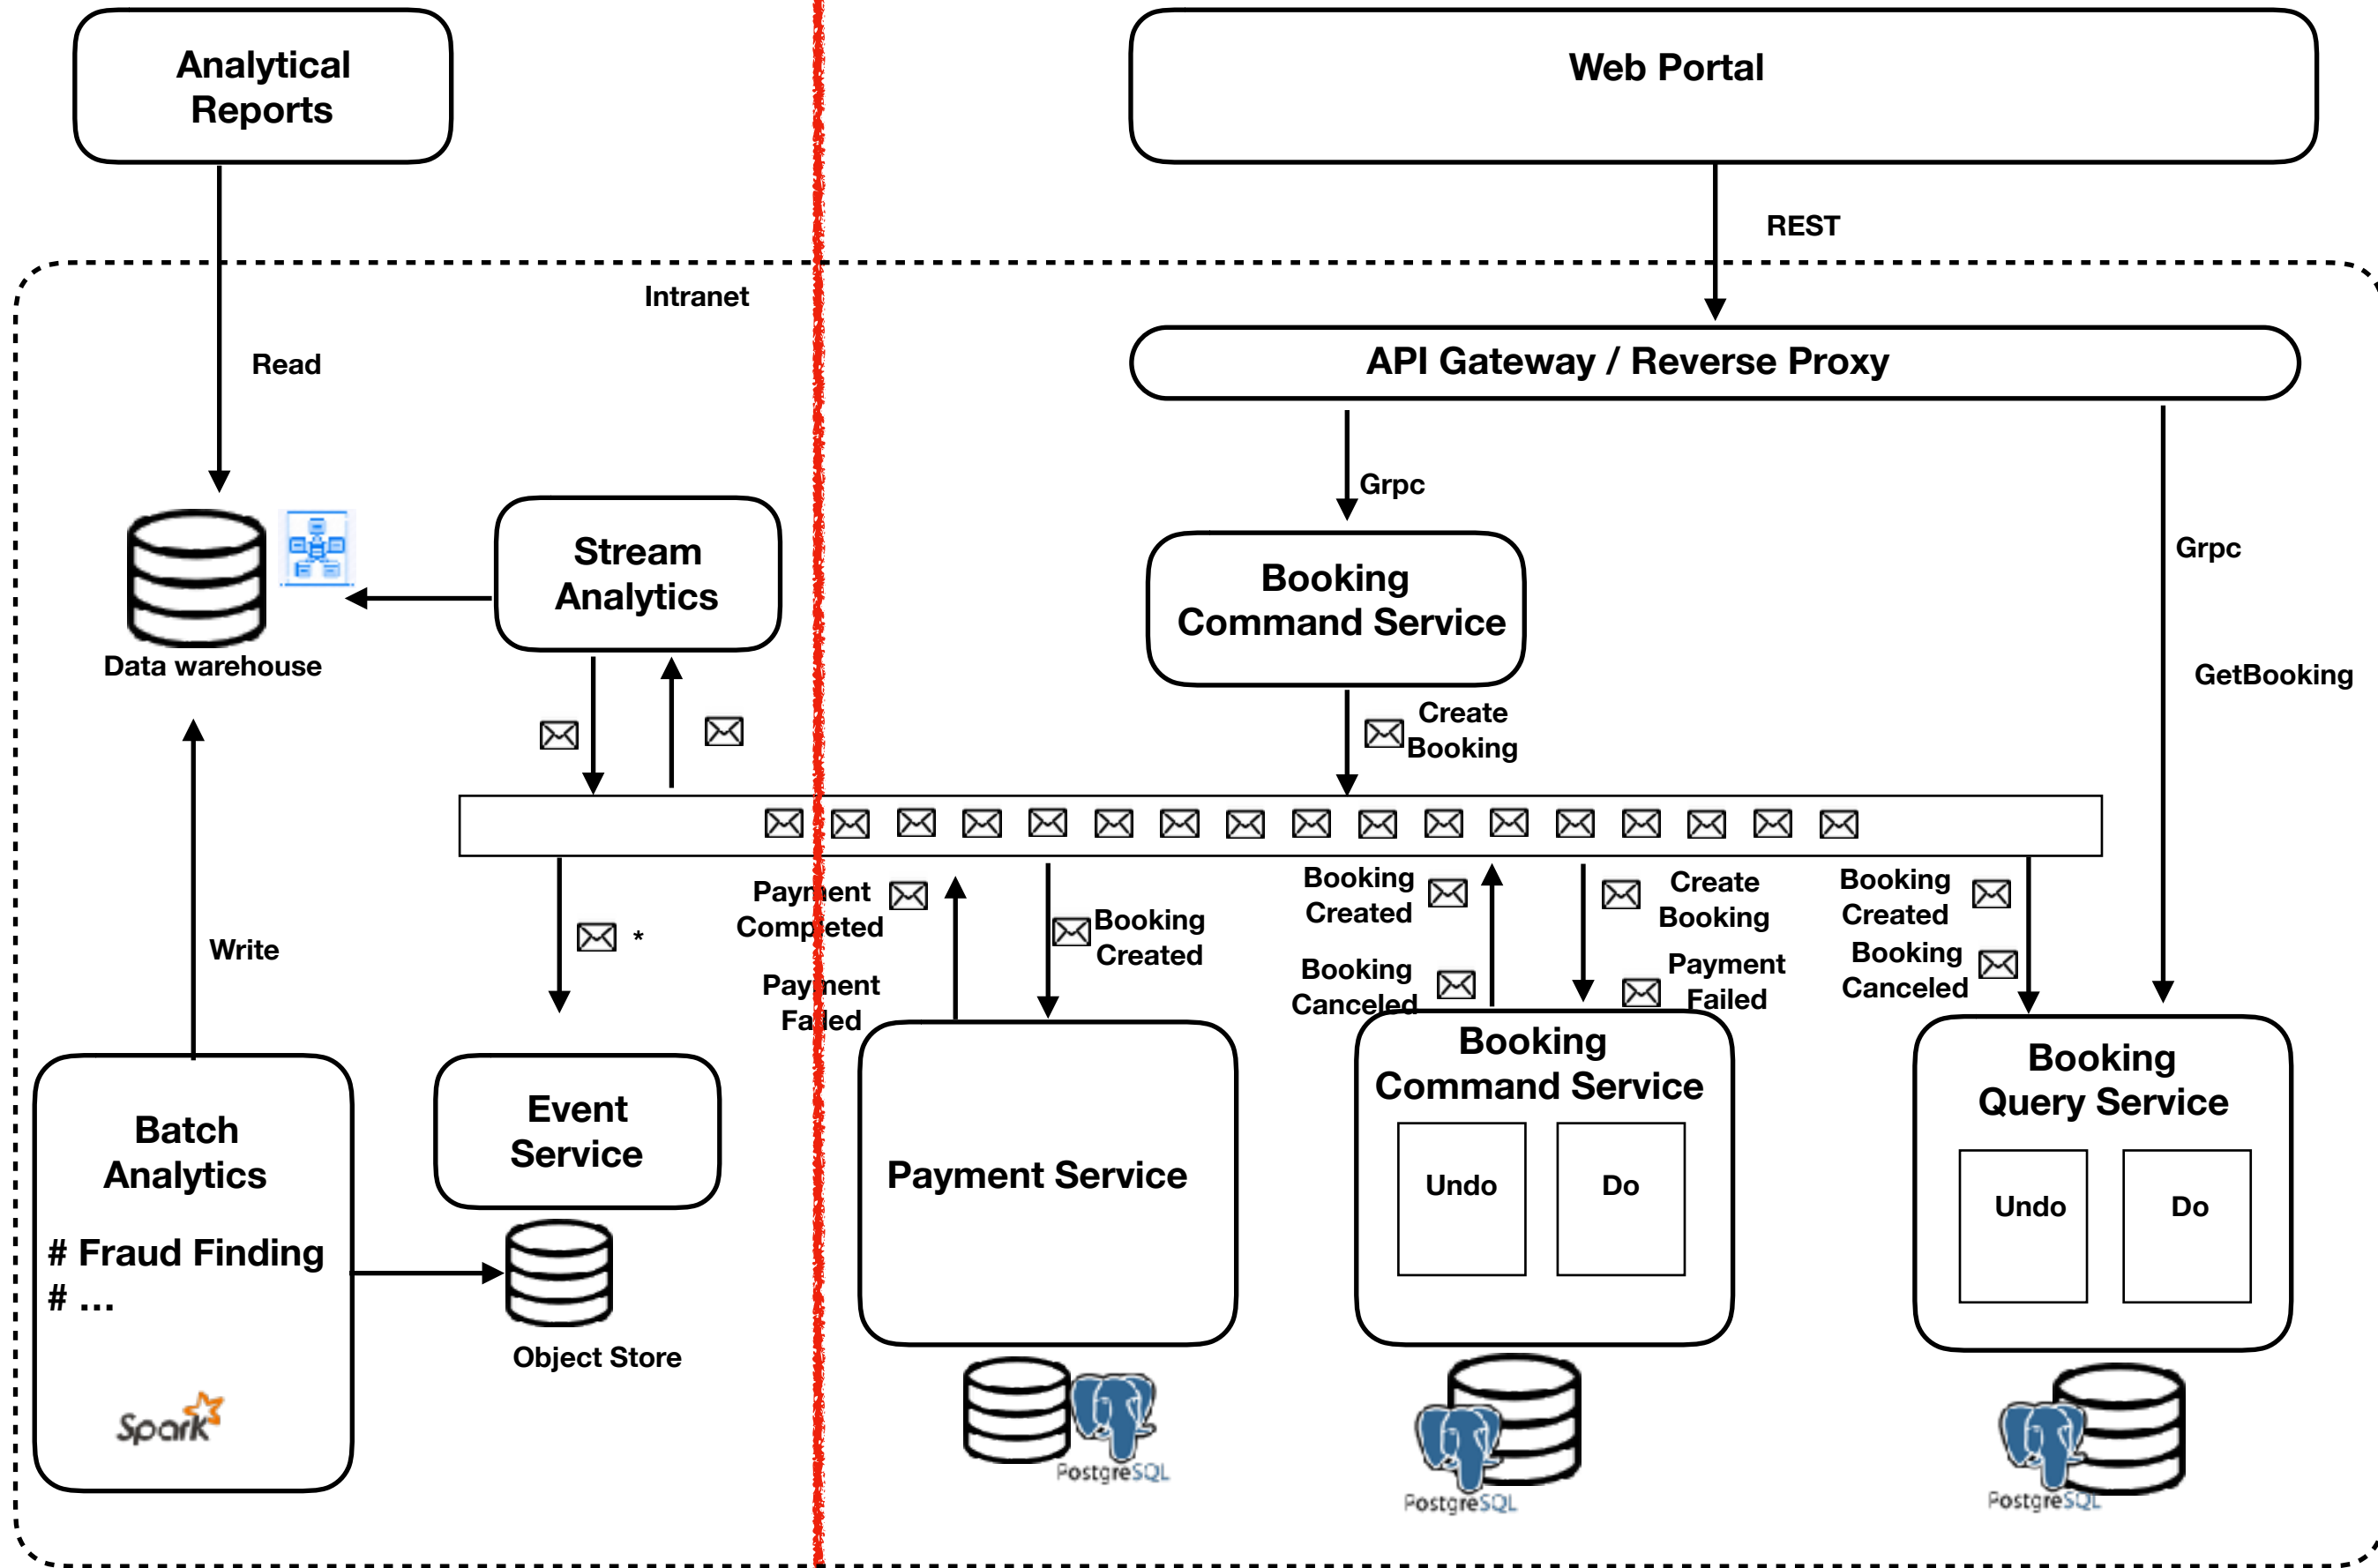 Analytical
Reports
Web Portal
REST
Intranet
Read
API Gateway / Reverse Proxy
Grpc
Grpc
Stream
Analytics
Booking
Command Service
Data warehouse
GetBooking
Create
Booking
Payment
Completed
Payment
Failed
Booking
Created
Booking
Created
Booking
Canceled
Create
Booking
Payment
Failed
Booking
Created
Booking
Canceled
*
Write
Batch
Analytics
# Fraud Finding
# ...
Spark
Event
Service
Object Store
Payment Service
PostgreSQL
Booking
Command Service
Undo
Do
PostgreSQL
Booking
Query Service
Undo
Do
PostgreSQL